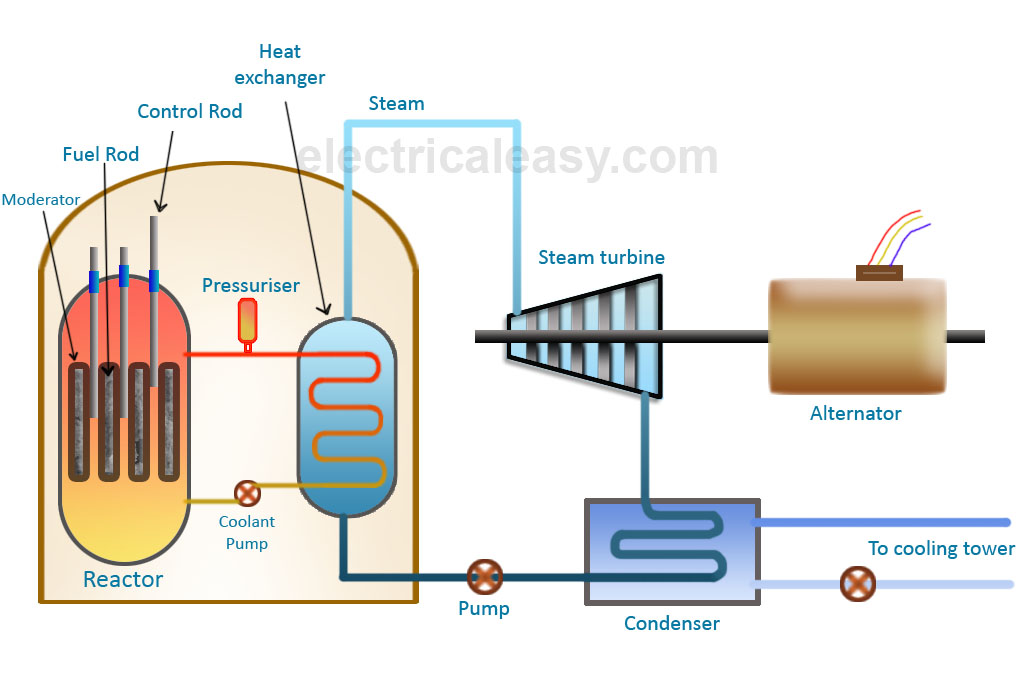 Heat
exchanger
Steam
Control Rod
electricaleasy.com
Fuel Rod
Moderator
Steam turbine
Pressuriser
Alternator
Coolant
Pump
To cooling tower
Reactor
Pump
Condenser